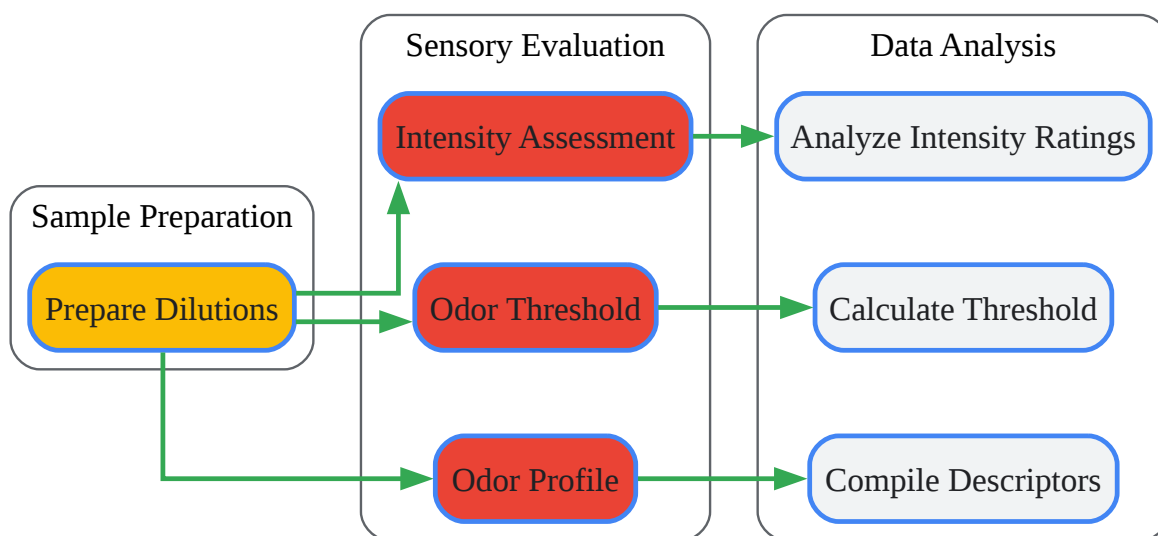 Sensory Evaluation
Data Analysis
Intensity Assessment
Analyze Intensity Ratings
Sample Preparation
Prepare Dilutions
Odor Threshold
Calculate Threshold
Odor Profile
Compile Descriptors